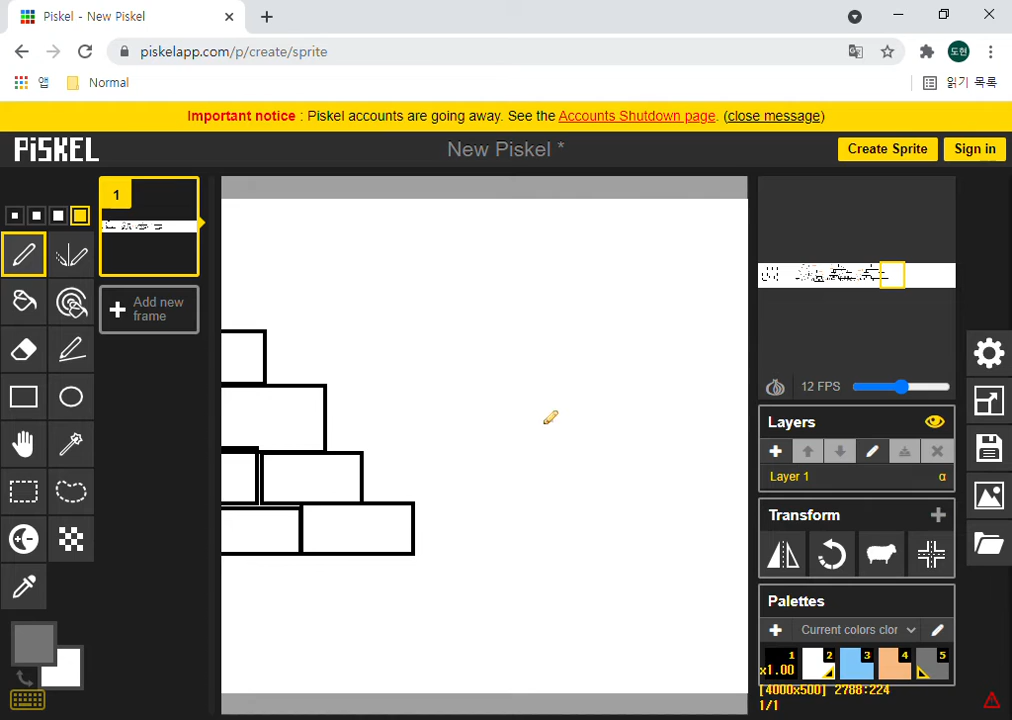 Piskel - New Piskel
piskelapp.com/p/create/sprite
도현
앱 Normal 읽기 목록
Important notice : Piskel accounts are going away. See the Accounts Shutdown page. (close message)
PiSKEL New Piskel * Create Sprite Sign in
1
Add new
frame
12 FPS
Layers
Layer 1 α
Transform
Palettes
Current colors clor
1 2 3 4 5
x1.00
[4000x500] 2788:224
1/1